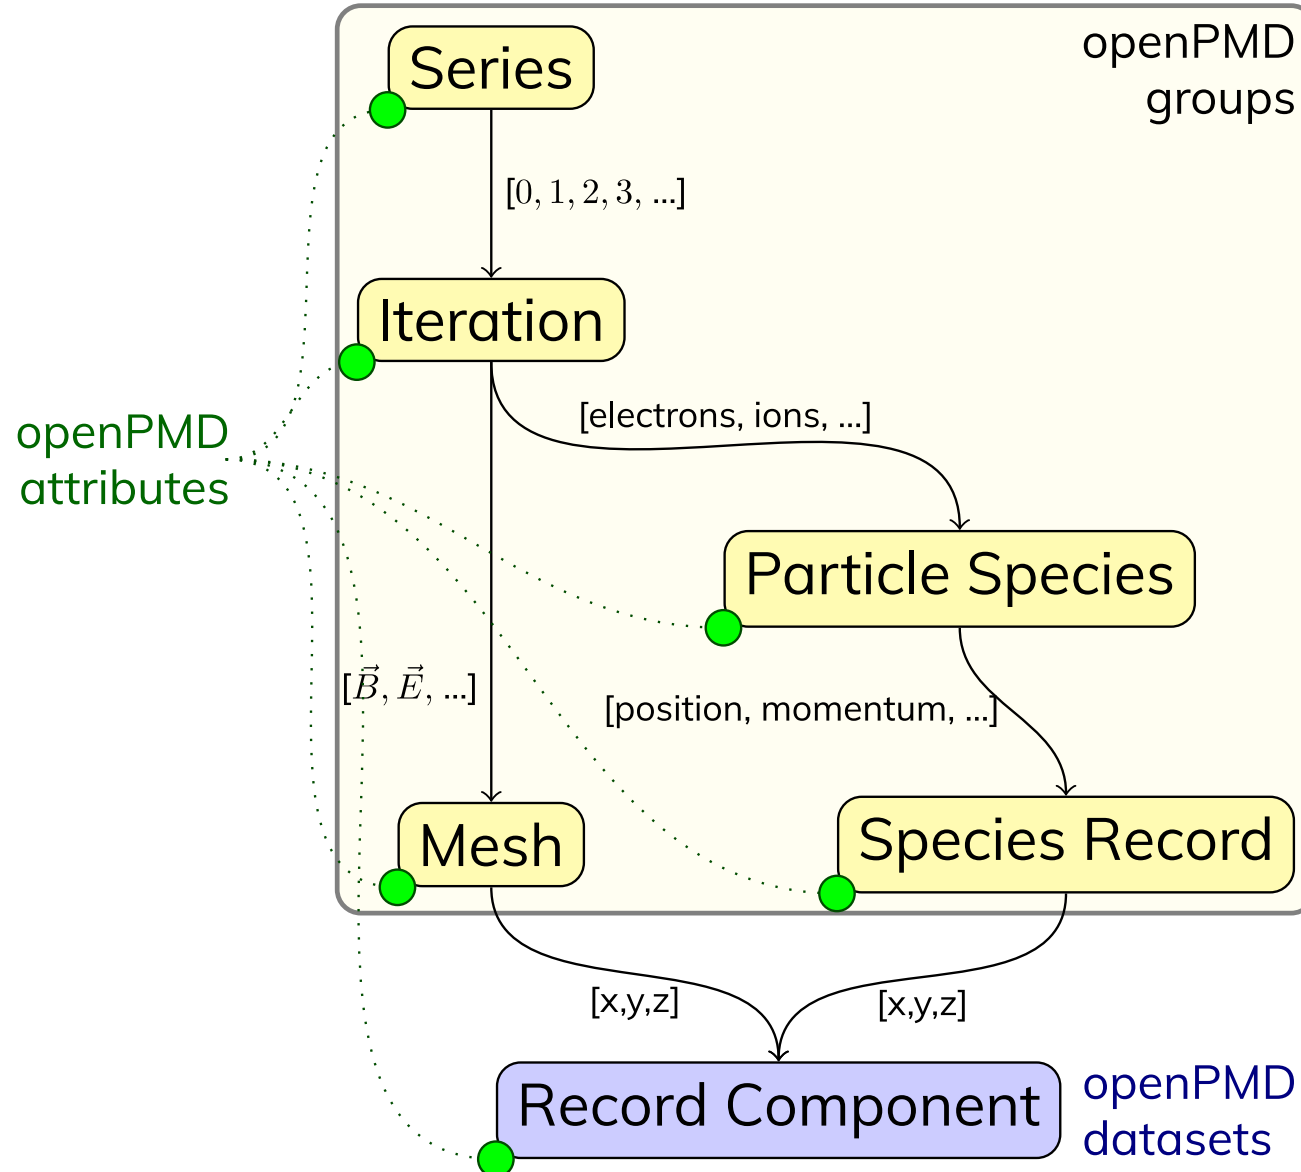 Series
openPMD
groups
[0, 1, 2, 3, ...]
Iteration
[electrons, ions, ...]
openPMD
attributes
Particle Species
[B⃗, E⃗, ...]
[position, momentum, ...]
Mesh
Species Record
[x,y,z]
[x,y,z]
Record Component
openPMD
datasets